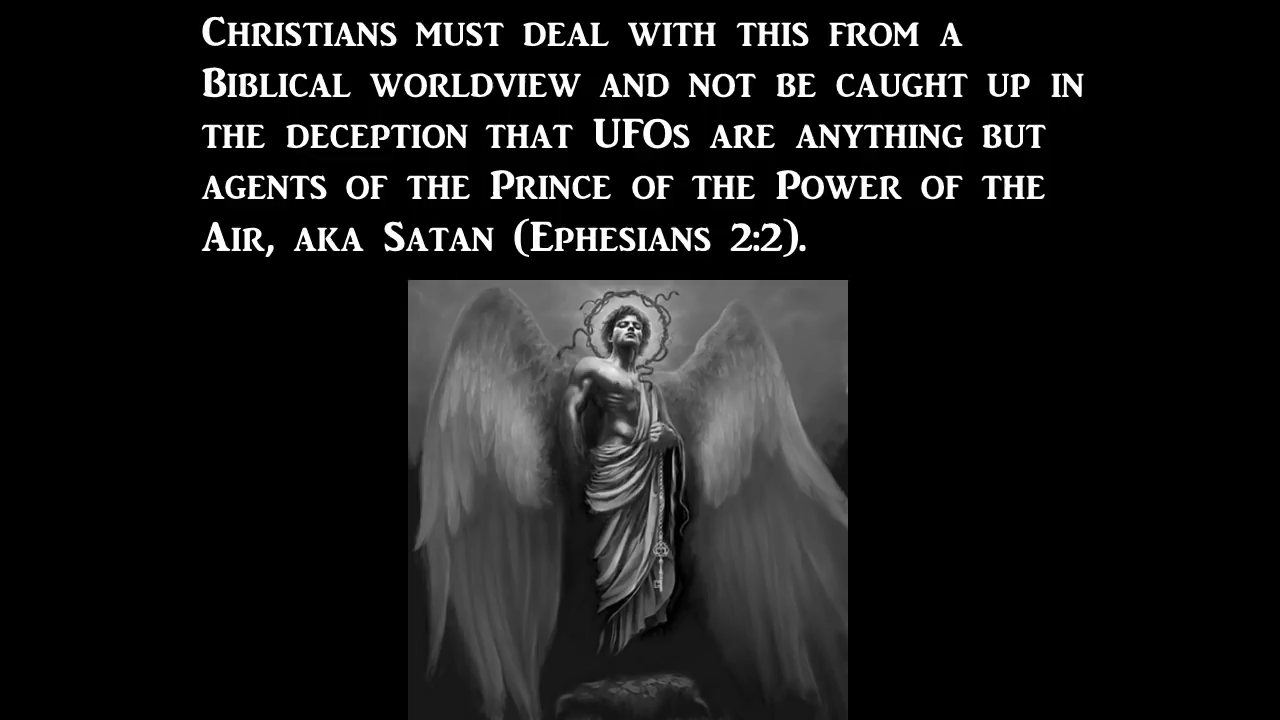 Christians must deal with this from a
Biblical worldview and not be caught up in
the deception that UFOs are anything but
agents of the Prince of the Power of the
Air, aka Satan (Ephesians 2:2).